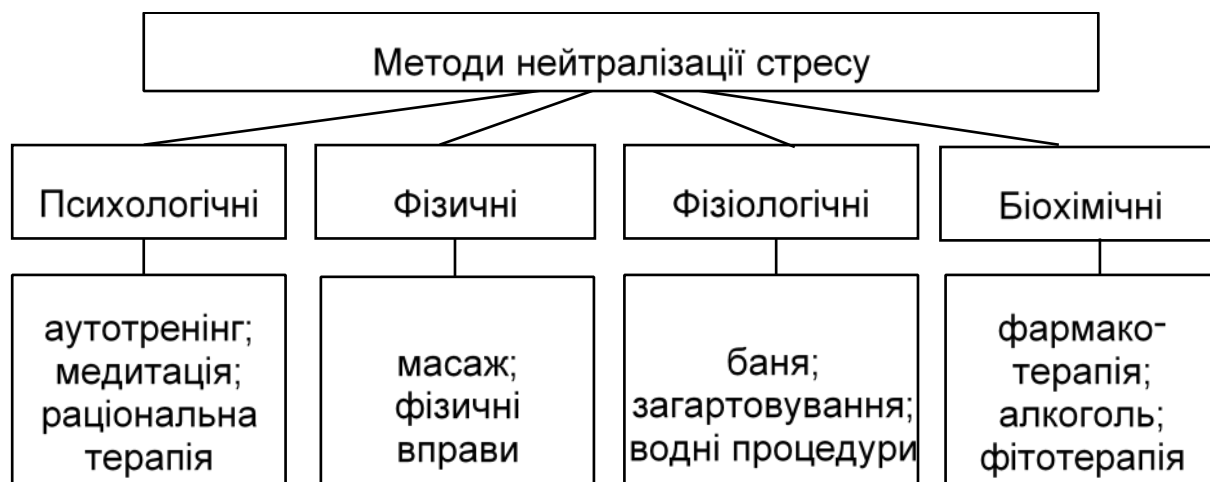 Методи нейтралізації стресу
Психологічні
Фізичні
Фізіологічні
Біохімічні
аутотренінг;
медитація;
раціональна
терапія
масаж;
фізичні
вправи
баня;
загартовування;
водні процедури
фармако-
терапія;
алкоголь;
фітотерапія